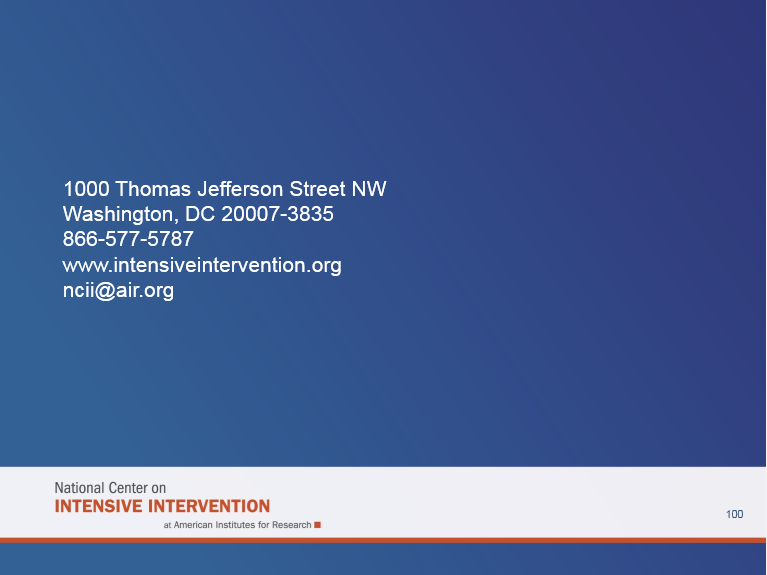 1000 Thomas Jefferson Street NW
Washington, DC 20007-3835
866-577-5787
www.intensiveintervention.org
ncii@air.org
National Center on
INTENSIVE INTERVENTION
at American Institutes for Research
100